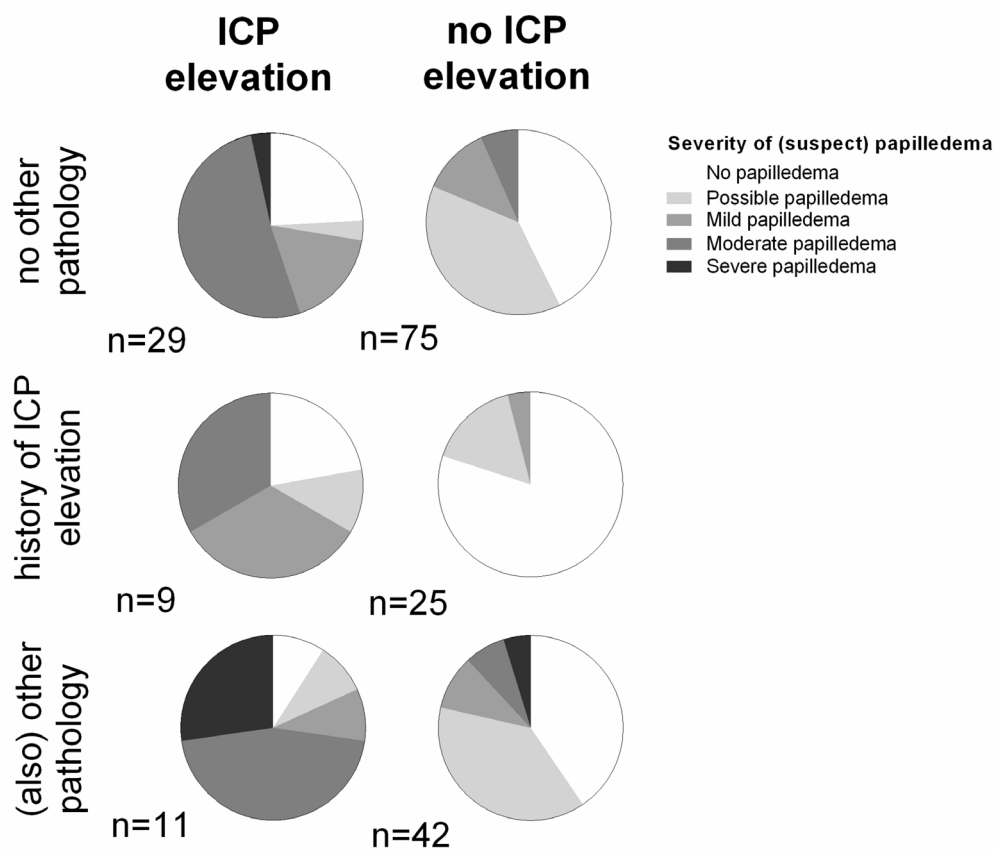 ICP
elevation
no ICP
elevation
no other
pathology
Severity of (suspect) papilledema
No papilledema
Possible papilledema
Mild papilledema
Moderate papilledema
Severe papilledema
n=29
n=75
history of ICP
elevation
n=9
n=25
(also) other
pathology
n=11
n=42